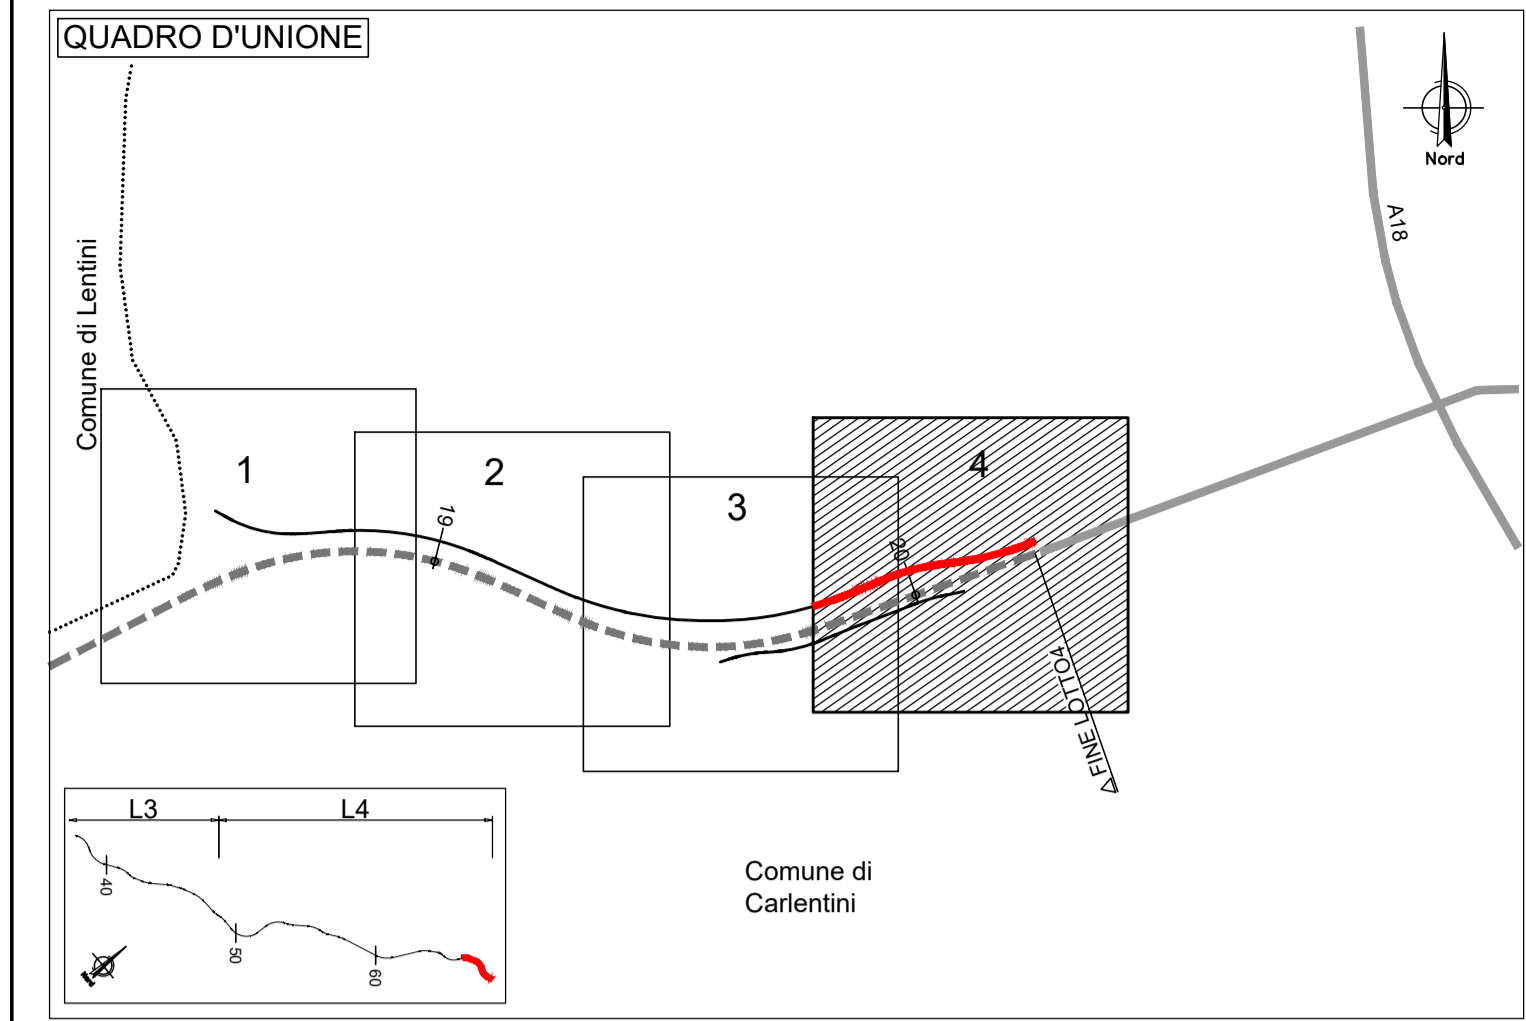 QUADRO D'UNIONE
Nord
A18
Comune di Lentini
1
2
3
4
19
20
FINE LOTTO4
L3
L4
40
50
60
Comune di
Carlentini